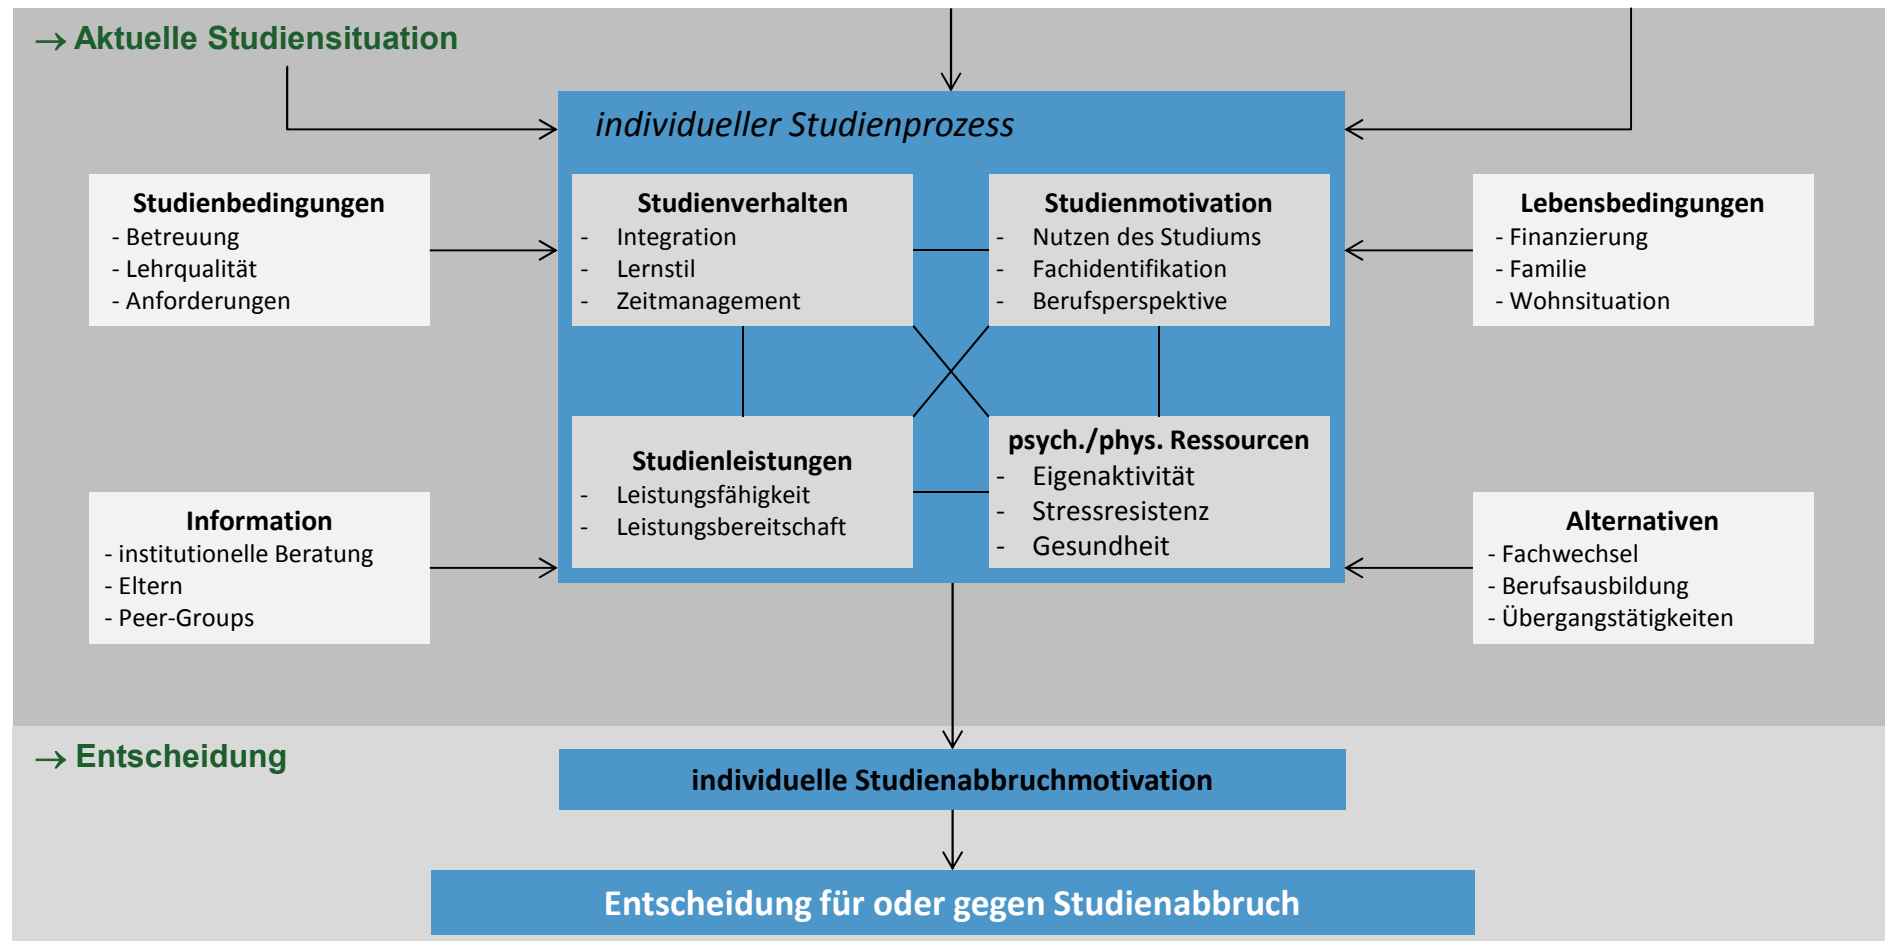 → Aktuelle Studiensituation
individueller Studienprozess
Studienbedingungen
- Betreuung
- Lehrqualität
- Anforderungen
Studienverhalten
- Integration
- Lernstil
- Zeitmanagement
Studienmotivation
- Nutzen des Studiums
- Fachidentifikation
- Berufsperspektive
Lebensbedingungen
- Finanzierung
- Familie
- Wohnsituation
Information
- institutionelle Beratung
- Eltern
- Peer-Groups
Studienleistungen
- Leistungsfähigkeit
- Leistungsbereitschaft
psych./phys. Ressourcen
- Eigenaktivität
- Stressresistenz
- Gesundheit
Alternativen
- Fachwechsel
- Berufsausbildung
- Übergangstätigkeiten
→ Entscheidung
individuelle Studienabbruchmotivation
Entscheidung für oder gegen Studienabbruch